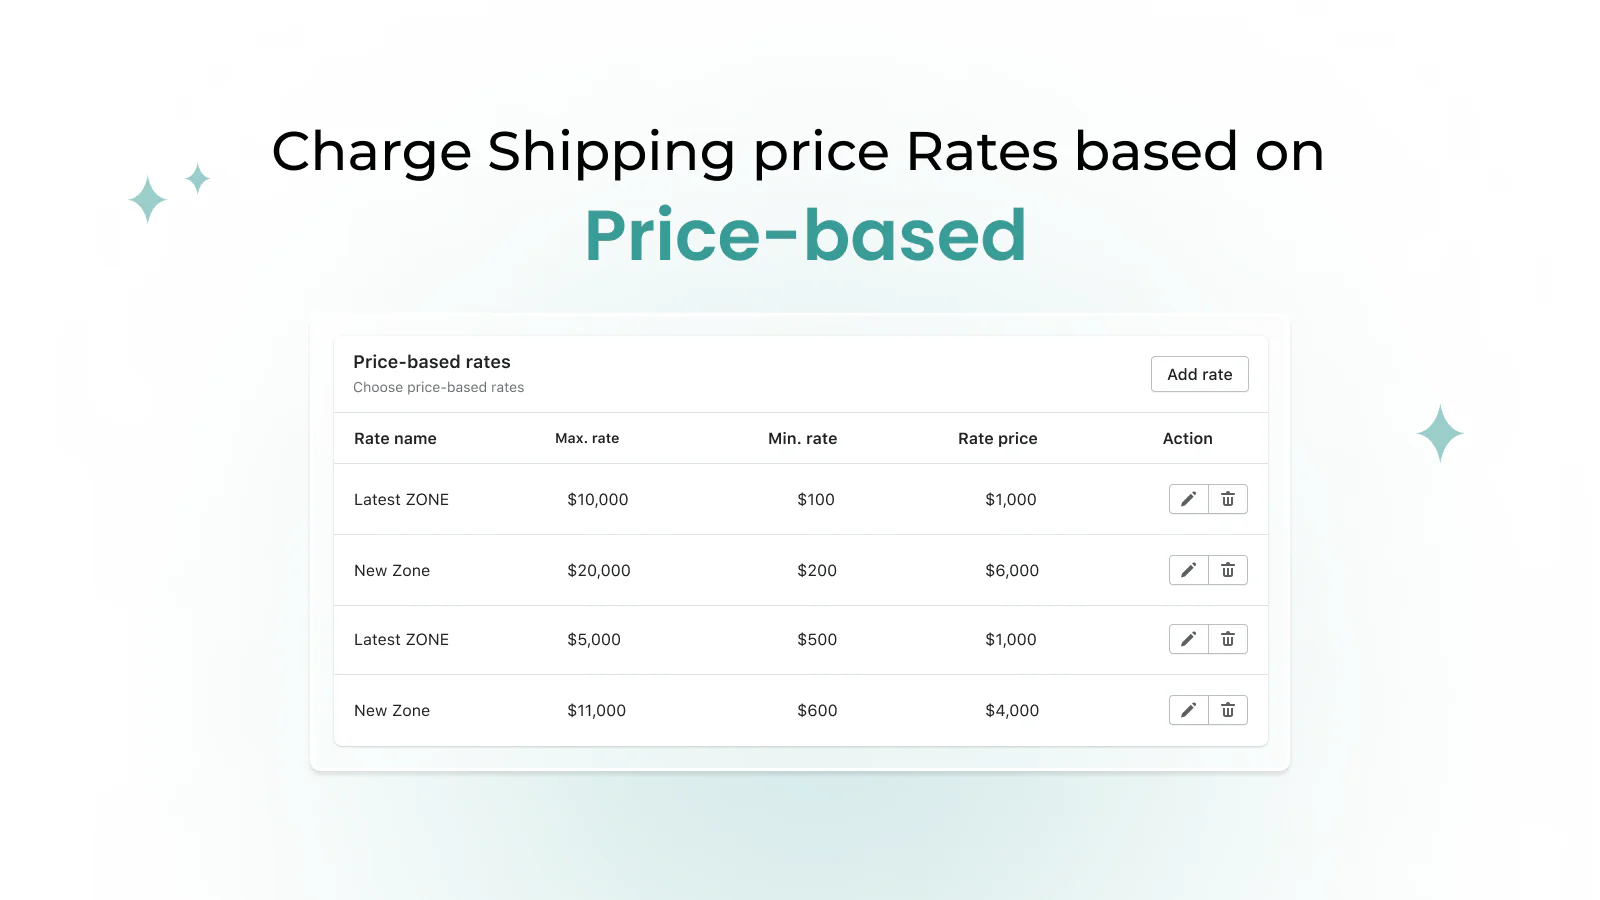 Charge Shipping price Rates based on
Price-based
Price-based rates
Choose price-based rates
Add rate
Rate name Max. rate Min. rate Rate price Action
Latest ZONE $10,000 $100 $1,000
New Zone $20,000 $200 $6,000
Latest ZONE $5,000 $500 $1,000
New Zone $11,000 $600 $4,000